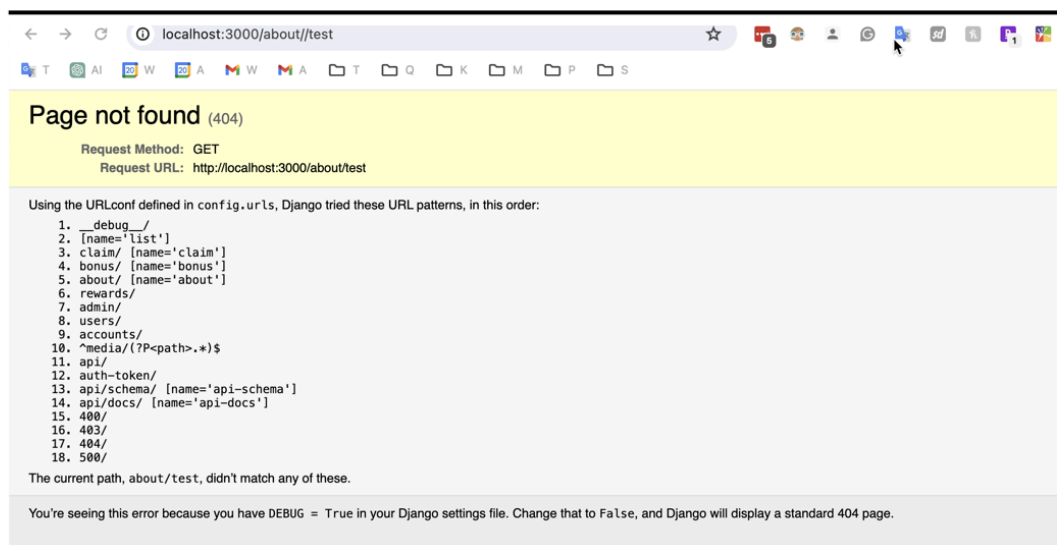 localhost:3000/about//test
5
sd
1
T
AI
20 W
20 A
W
A
T
Q
K
M
P
S
Page not found (404)
Request Method: GET
Request URL: http://localhost:3000/about/test
Using the URLconf defined in config.urls, Django tried these URL patterns, in this order:
1. __debug__/
2. [name='list']
3. claim/ [name='claim']
4. bonus/ [name='bonus']
5. about/ [name='about']
6. rewards/
7. admin/
8. users/
9. accounts/
10. ^media/(?P<path>.*)$
11. api/
12. auth-token/
13. api/schema/ [name='api-schema']
14. api/docs/ [name='api-docs']
15. 400/
16. 403/
17. 404/
18. 500/
The current path, about/test, didn't match any of these.
You're seeing this error because you have DEBUG = True in your Django settings file. Change that to False, and Django will display a standard 404 page.